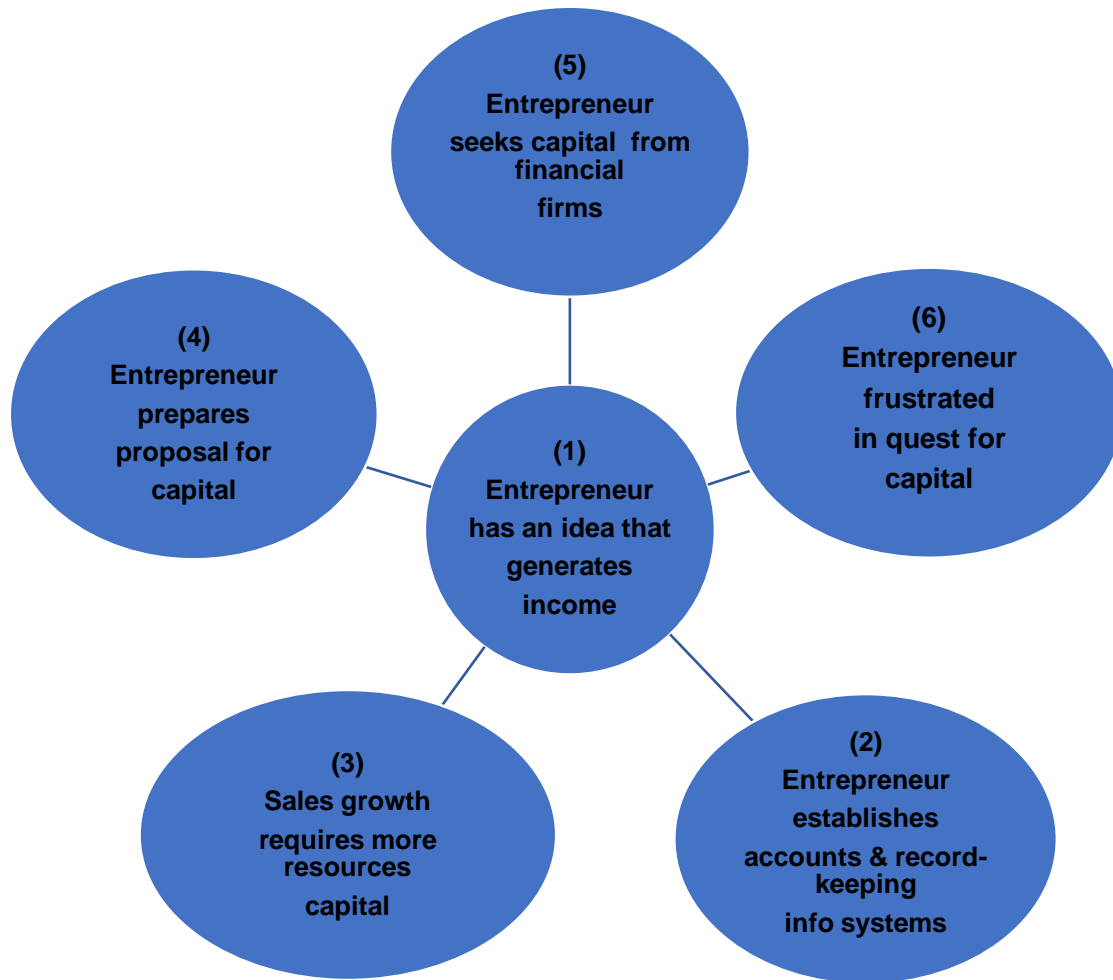 (5)
Entrepreneur
seeks capital from
financial
firms
(4)
Entrepreneur
prepares
proposal for
capital
(6)
Entrepreneur
frustrated
in quest for
capital
(1)
Entrepreneur
has an idea that
generates
income
(3)
Sales growth
requires more
resources
capital
(2)
Entrepreneur
establishes
accounts & record-
keeping
info systems